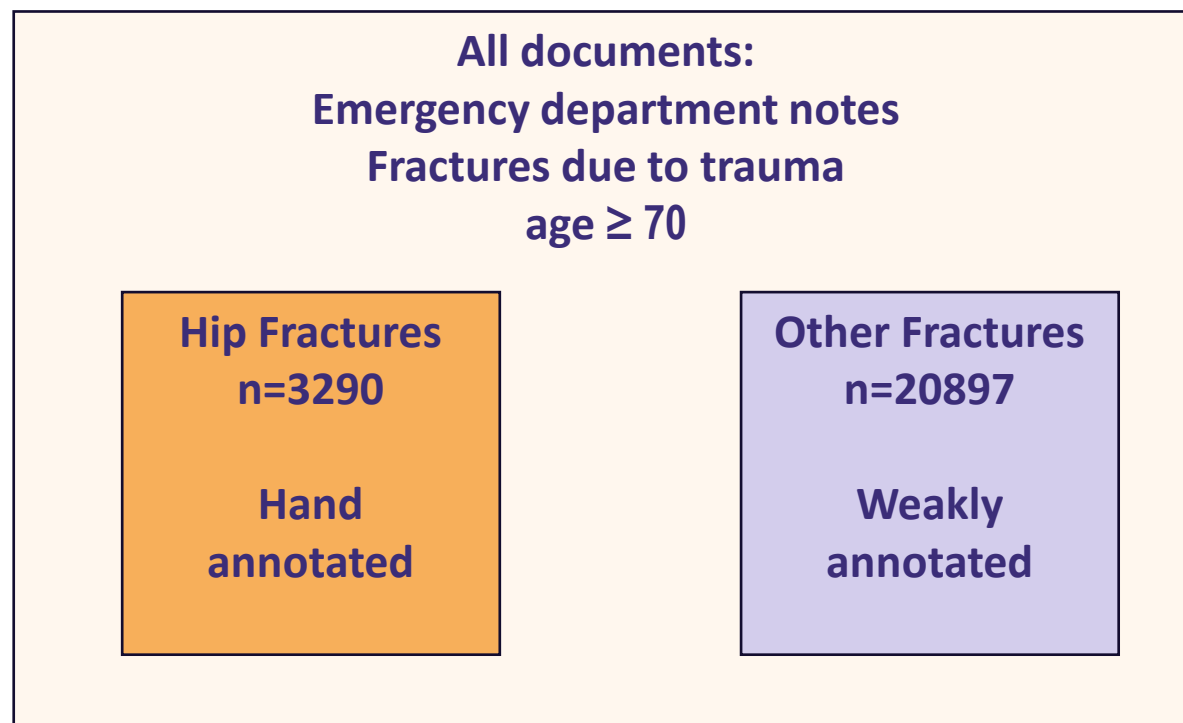 All documents:
Emergency department notes
Fractures due to trauma
age ≥ 70
Hip Fractures
n=3290
Hand
annotated
Other Fractures
n=20897
Weakly
annotated